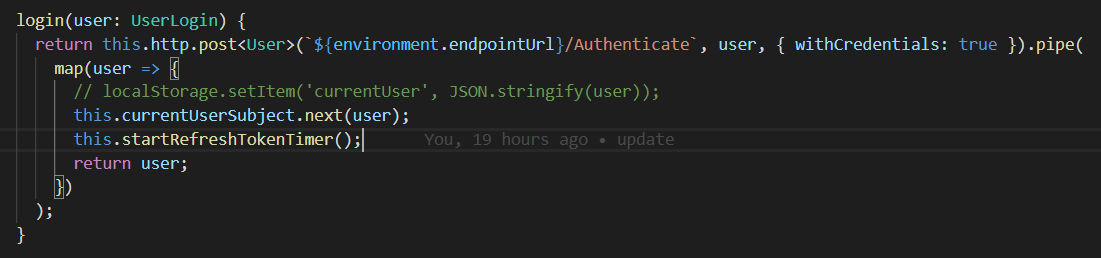 login(user: UserLogin) {
return this.http.post<User>(`${environment.endpointUrl}/Authenticate`, user, { withCredentials: true }).pipe(
map(user => {
// localStorage.setItem('currentUser', JSON.stringify(user));
this.currentUserSubject.next(user);
this.startRefreshTokenTimer(); You, 19 hours ago • update
return user;
})
);
}